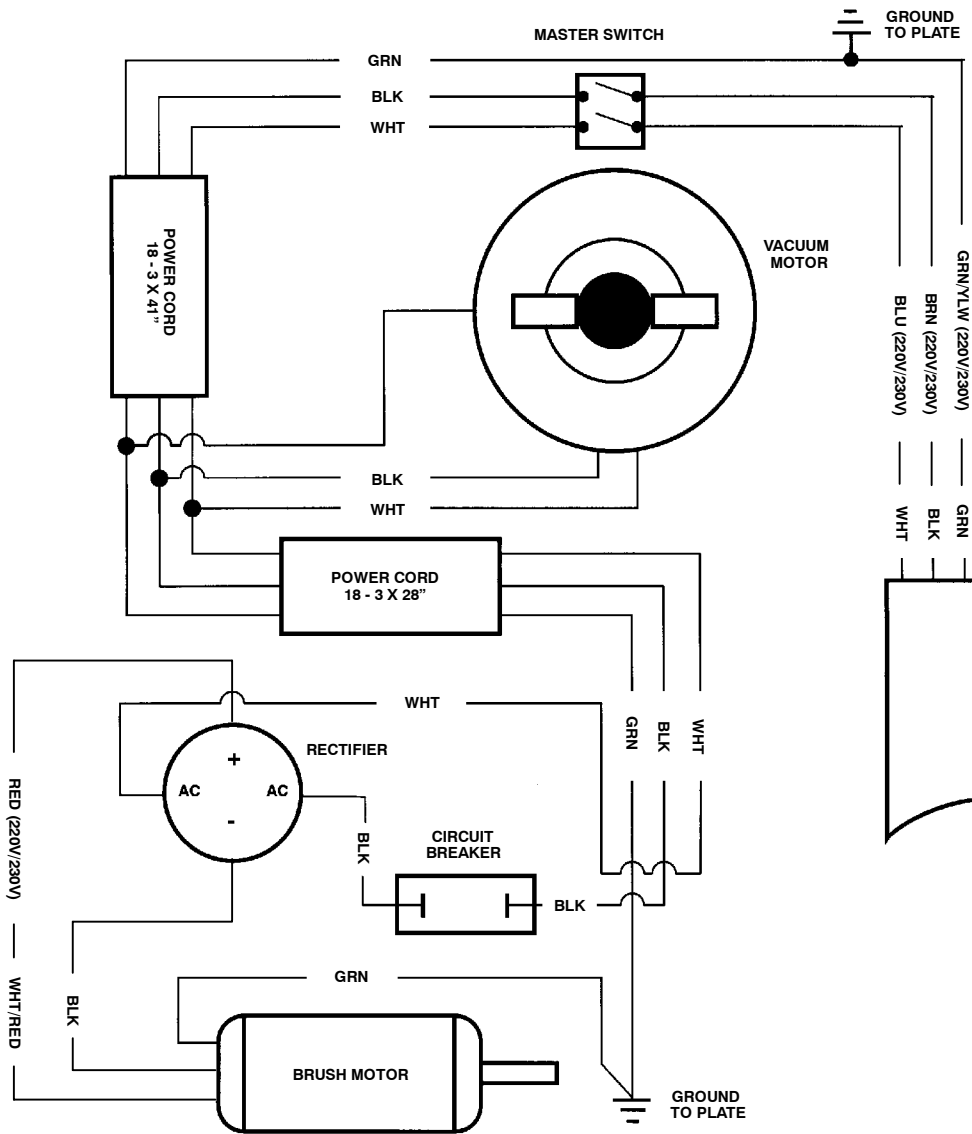 GROUND
TO PLATE
MASTER SWITCH
GRN
BLK
WHT
VACUUM
MOTOR
POWER CORD
18 - 3 X 41”
GRN/YLW (220V/230V)
BRN (220V/230V)
BLU (220V/230V)
BLK
WHT
WHT
BLK
GRN
POWER CORD
18 - 3 X 28”
WHT
GRN
BLK
WHT
RECTIFIER
+
AC
AC
-
RED (220V/230V)
BLK
CIRCUIT
BREAKER
BLK
GRN
WHT/RED
BLK
BRUSH MOTOR
GROUND
TO PLATE